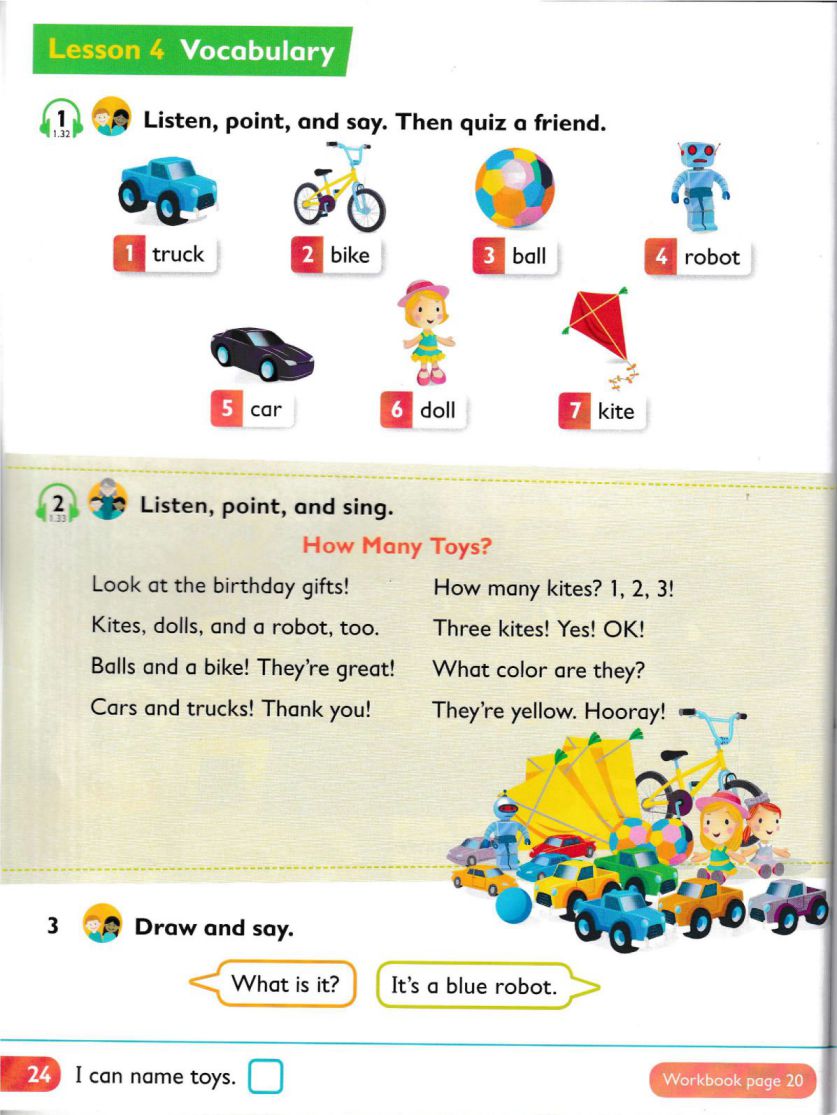 Lesson 4 Vocabulary
1
1.32
Listen, point, and say. Then quiz a friend.
1 truck
2 bike
3 ball
4 robot
5 car
6 doll
7 kite
2
1.33
Listen, point, and sing.
How Many Toys?
Look at the birthday gifts!
Kites, dolls, and a robot, too.
Balls and a bike! They're great!
Cars and trucks! Thank you!
How many kites? 1, 2, 3!
Three kites! Yes! OK!
What color are they?
They're yellow. Hooray!
3 Draw and say.
What is it?
It's a blue robot.
24 I can name toys.
Workbook page 20